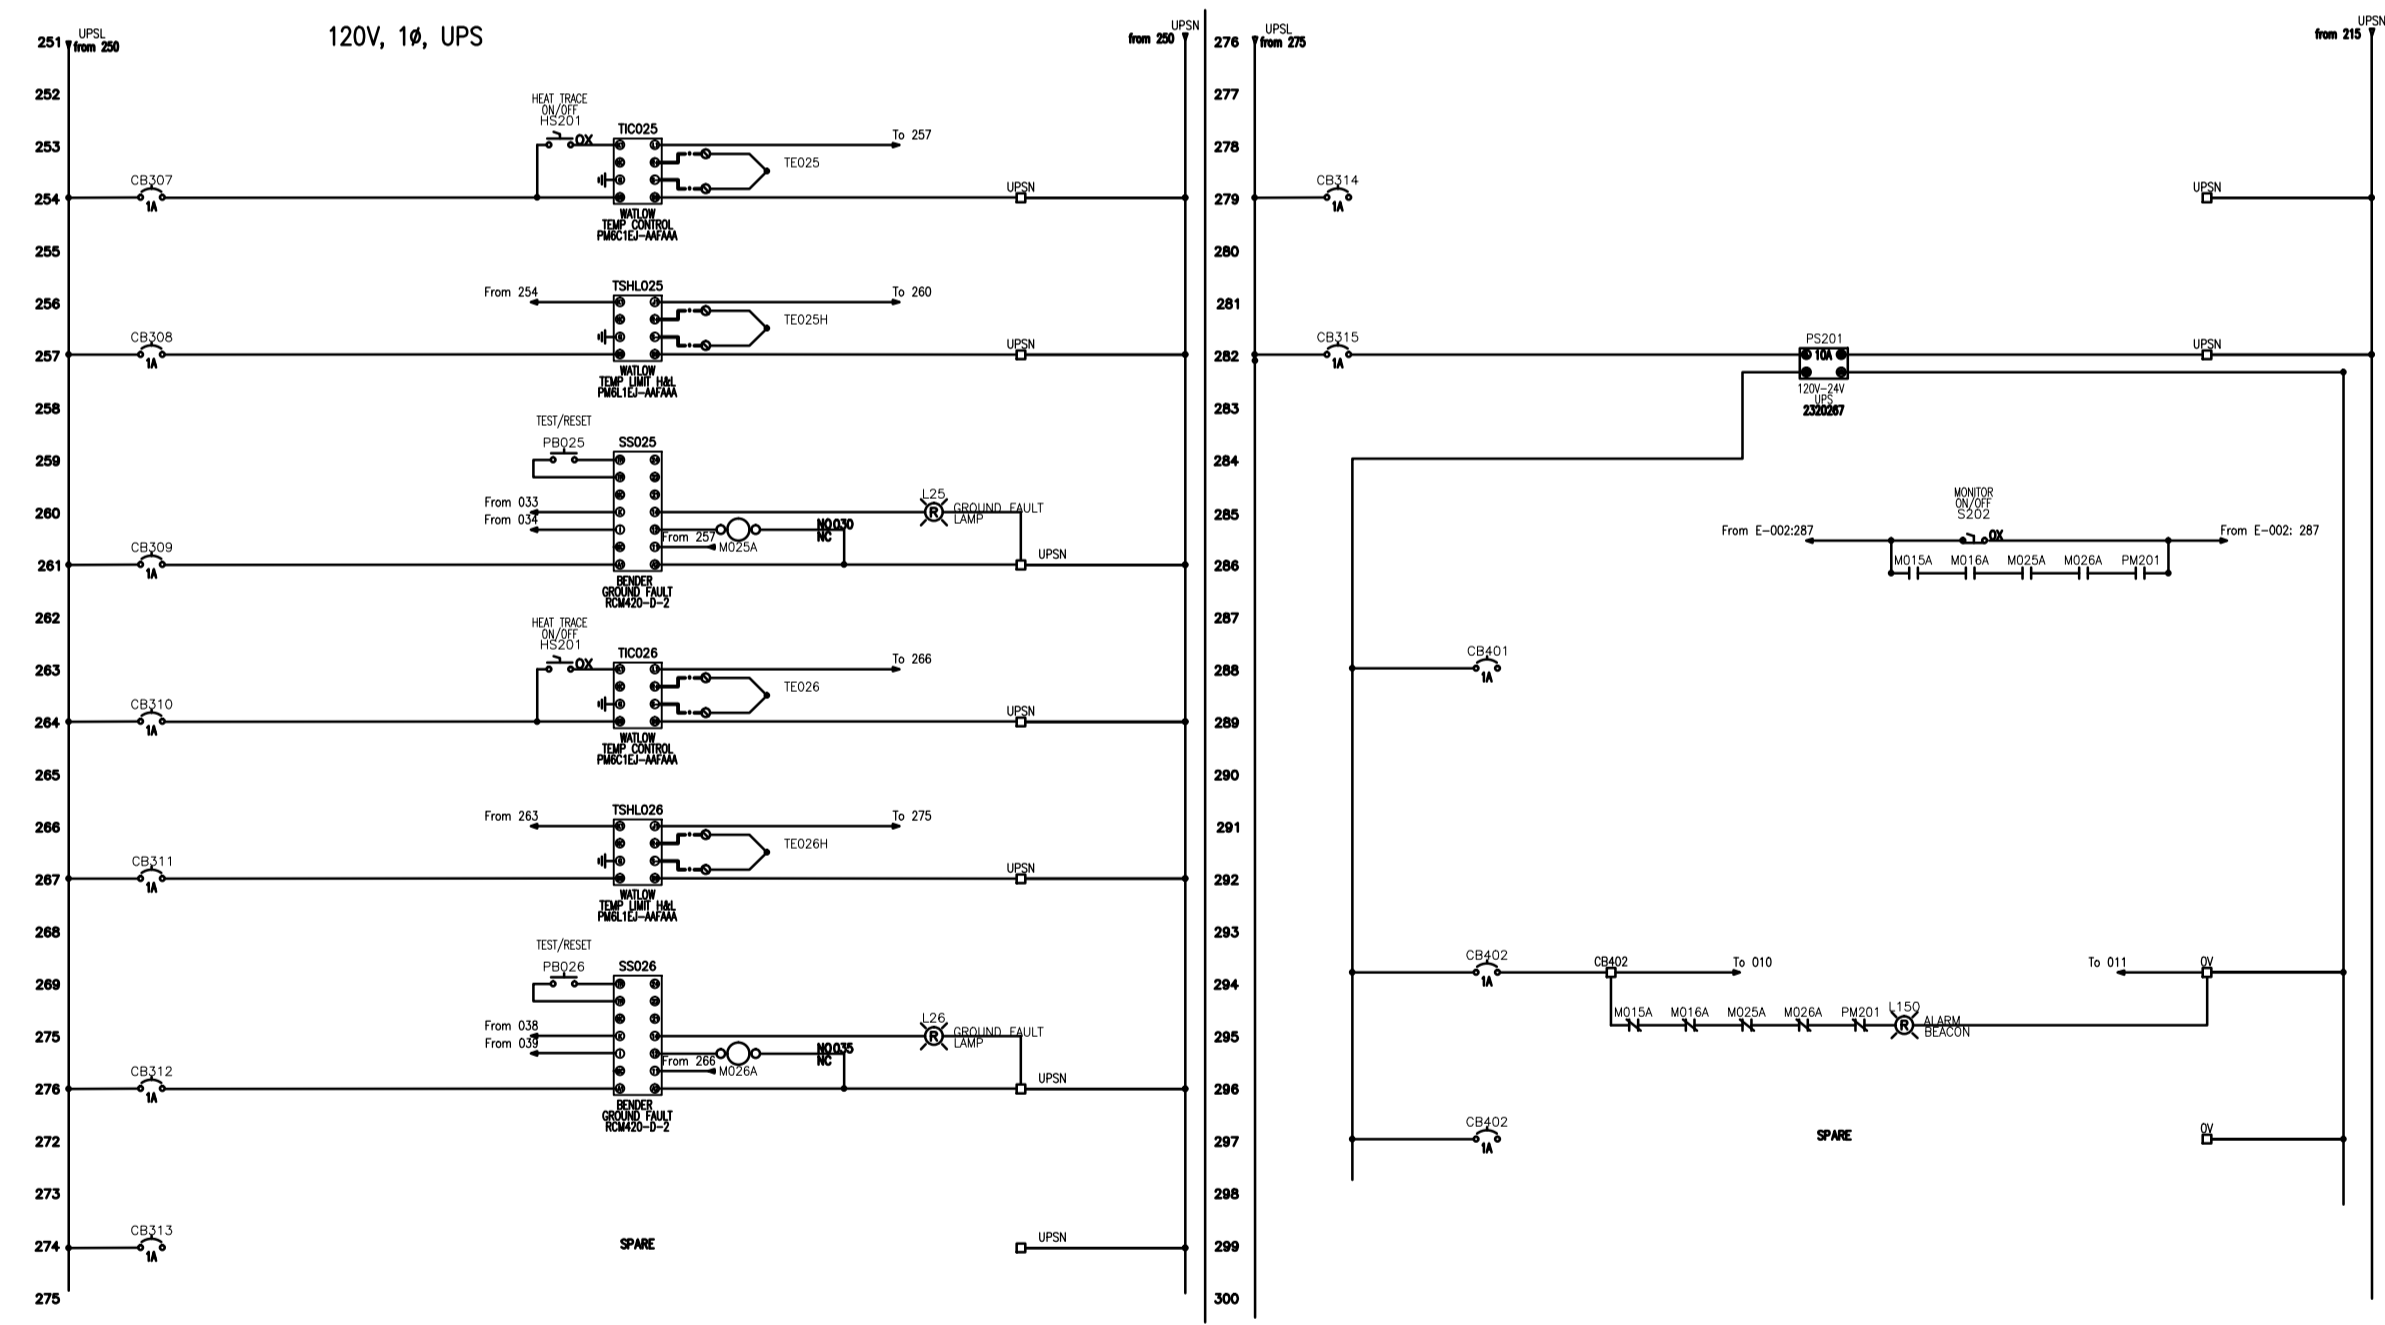 120V, 1Ø, UPS
251
UPSL
from 250
UPSN
from 250
252
HEAT TRACE
ON/OFF
HS201
OX
TIC025
253
To 257
TE025
CB307
254
1A
UPSN
WATLOW
TEMP CONTROL
PM6C1EJ-AAFAAA
255
TSHL025
256
From 254
To 260
TE025H
CB308
257
1A
UPSN
WATLOW
TEMP LIMIT H&L
PM6L1EJ-AAFAAA
258
TEST/RESET
PB025
SS025
259
260
From 033
From 034
L25
R
GROUND FAULT
LAMP
NO 030
NC
From 257
M025A
CB309
261
1A
UPSN
BENDER
GROUND FAULT
RCM420-D-2
262
HEAT TRACE
ON/OFF
HS201
OX
TIC026
263
To 266
TE026
CB310
264
1A
UPSN
WATLOW
TEMP CONTROL
PM6C1EJ-AAFAAA
265
TSHL026
266
From 263
To 275
TE026H
CB311
267
1A
UPSN
WATLOW
TEMP LIMIT H&L
PM6L1EJ-AAFAAA
268
TEST/RESET
PB026
SS026
269
275
From 038
From 039
L26
R
GROUND FAULT
LAMP
NO 035
NC
From 266
M026A
CB312
276
1A
UPSN
BENDER
GROUND FAULT
RCM420-D-2
272
273
CB313
274
1A
SPARE
UPSN
275
276
UPSL
from 275
UPSN
from 215
277
278
CB314
279
1A
UPSN
280
281
CB315
282
1A
PS201
10A
UPSN
120V-24V
UPS
2320267
283
284
285
MONITOR
ON/OFF
S202
OX
From E-002:287
From E-002: 287
M015A M016A M025A M026A PM201
286
287
CB401
288
1A
289
290
291
292
293
CB402
294
1A
CB402
To 010
To 011
0V
M015A M016A M025A M026A PM201
L150
R
ALARM
BEACON
295
296
CB402
297
1A
SPARE
0V
298
299
300